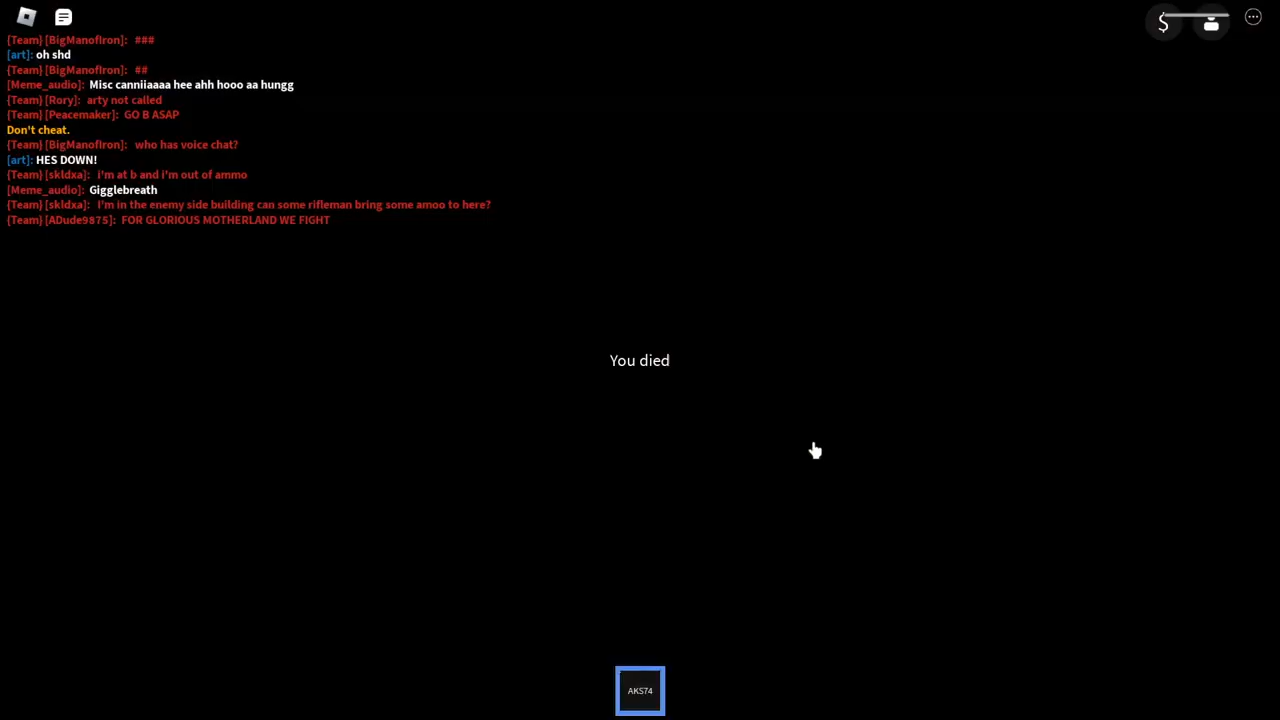 {Team} [BigManofIron]: ###
[art]: oh shd
{Team} [BigManofIron]: ##
[Meme_audio]: Misc canniiaaaa hee ahh hooo aa hungg
{Team} [Rory]: arty not called
{Team} [Peacemaker]: GO B ASAP
Don't cheat.
{Team} [BigManofIron]: who has voice chat?
[art]: HES DOWN!
{Team} [skldxa]: i'm at b and i'm out of ammo
[Meme_audio]: Gigglebreath
{Team} [skldxa]: I'm in the enemy side building can some rifleman bring some amoo to here?
{Team} [ADude9875]: FOR GLORIOUS MOTHERLAND WE FIGHT
$
You died
AKS74